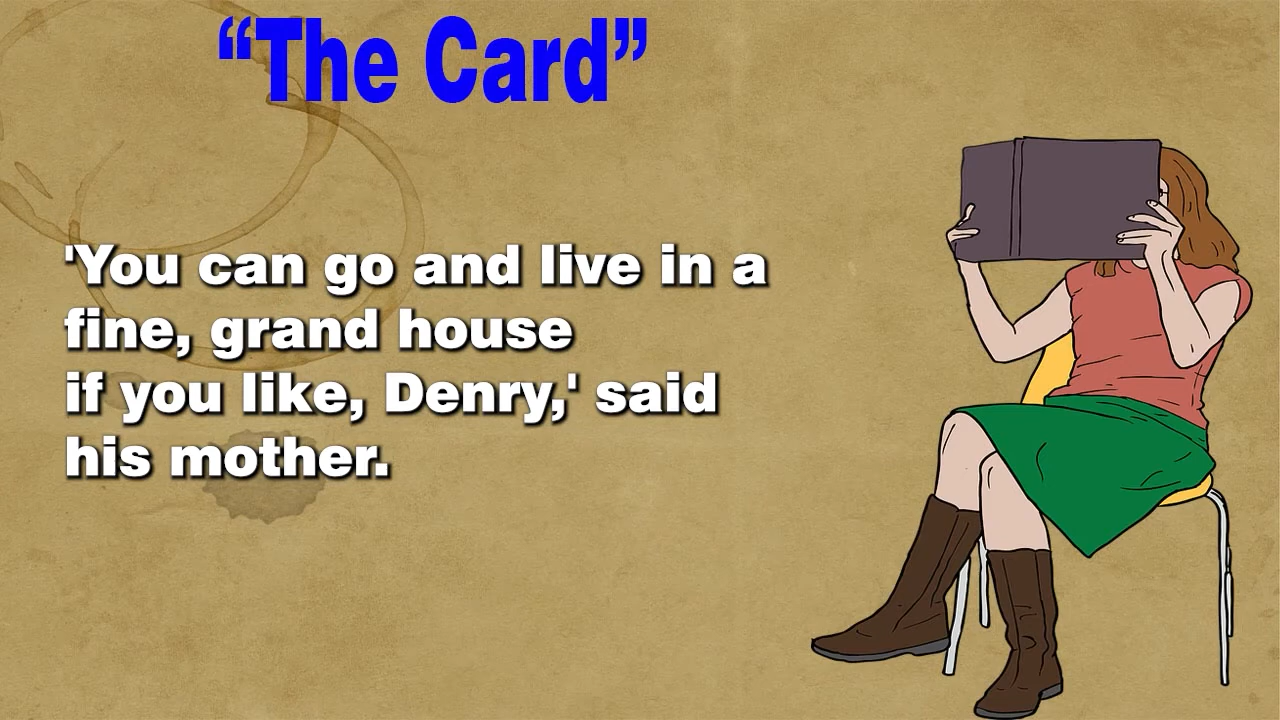 “The Card”
'You can go and live in a
fine, grand house
if you like, Denry,' said
his mother.